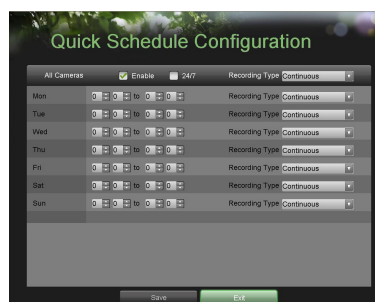 Quick Schedule Configuration
All Cameras Enable 24/7 Recording Type Continuous
Mon 0 0 to 0 0 Recording Type Continuous
Tue 0 0 to 0 0 Recording Type Continuous
Wed 0 0 to 0 0 Recording Type Continuous
Thu 0 0 to 0 0 Recording Type Continuous
Fri 0 0 to 0 0 Recording Type Continuous
Sat 0 0 to 0 0 Recording Type Continuous
Sun 0 0 to 0 0 Recording Type Continuous
Save Exit